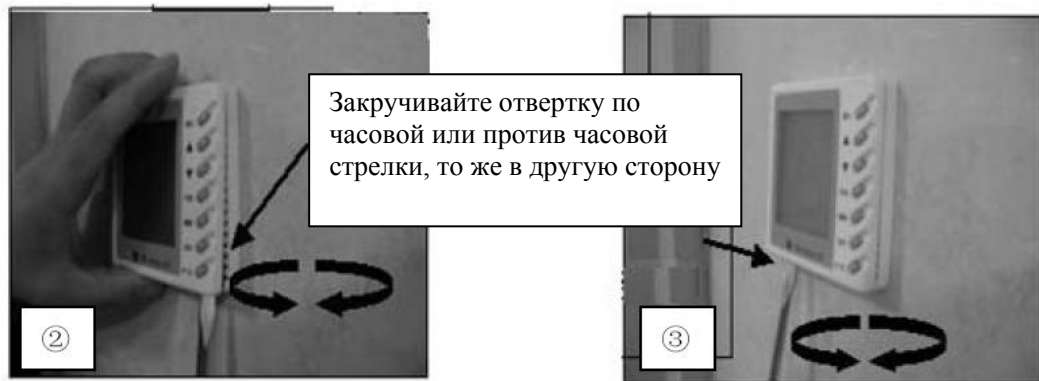 Закручивайте отвертку по
часовой или против часовой
стрелки, то же в другую сторону
②
③